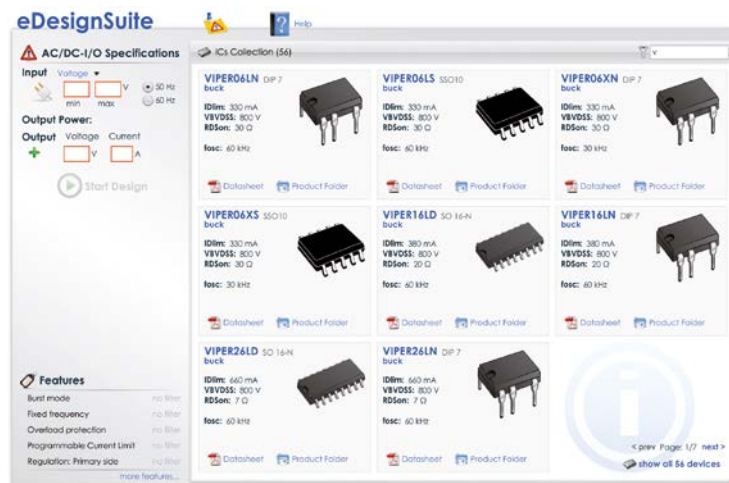 eDesignSuite
Help
AC/DC-I/O Specifications
Input Voltage
V
min max
50 Hz
60 Hz
Output Power:
Output Voltage Current
V A
Start Design
Features
Burst mode no filter
Fixed frequency no filter
Overload protection no filter
Programmable Current Limit no filter
Regulation: Primary side no filter
more features...
ICs Collection (56)
v
VIPER06LN DIP 7
buck
IDlim: 330 mA
VBVDSS: 800 V
RDSon: 30 Ω
fosc: 60 kHz
Datasheet Product Folder
VIPER06LS SSO10
buck
IDlim: 330 mA
VBVDSS: 800 V
RDSon: 30 Ω
fosc: 60 kHz
Datasheet Product Folder
VIPER06XN DIP 7
buck
IDlim: 330 mA
VBVDSS: 800 V
RDSon: 30 Ω
fosc: 30 kHz
Datasheet Product Folder
VIPER06XS SSO10
buck
IDlim: 330 mA
VBVDSS: 800 V
RDSon: 30 Ω
fosc: 30 kHz
Datasheet Product Folder
VIPER16LD SO 16-N
buck
IDlim: 380 mA
VBVDSS: 800 V
RDSon: 20 Ω
fosc: 60 kHz
Datasheet Product Folder
VIPER16LN DIP 7
buck
IDlim: 380 mA
VBVDSS: 800 V
RDSon: 20 Ω
fosc: 60 kHz
Datasheet Product Folder
VIPER26LD SO 16-N
buck
IDlim: 660 mA
VBVDSS: 800 V
RDSon: 7 Ω
fosc: 60 kHz
Datasheet Product Folder
VIPER26LN DIP 7
buck
IDlim: 660 mA
VBVDSS: 800 V
RDSon: 7 Ω
fosc: 60 kHz
Datasheet Product Folder
< prev Page: 1/7 next >
show all 56 devices